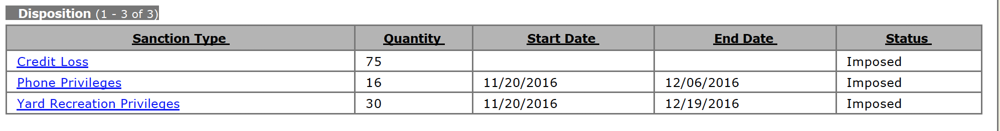 Disposition (1 - 3 of 3)
Sanction Type Quantity Start Date End Date Status
Credit Loss 75 Imposed
Phone Privileges 16 11/20/2016 12/06/2016 Imposed
Yard Recreation Privileges 30 11/20/2016 12/19/2016 Imposed